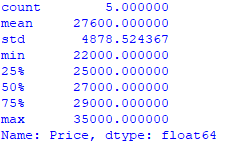 count        5.000000
mean     27600.000000
std       4878.524367
min      22000.000000
25%      25000.000000
50%      27000.000000
75%      29000.000000
max      35000.000000
Name: Price, dtype: float64